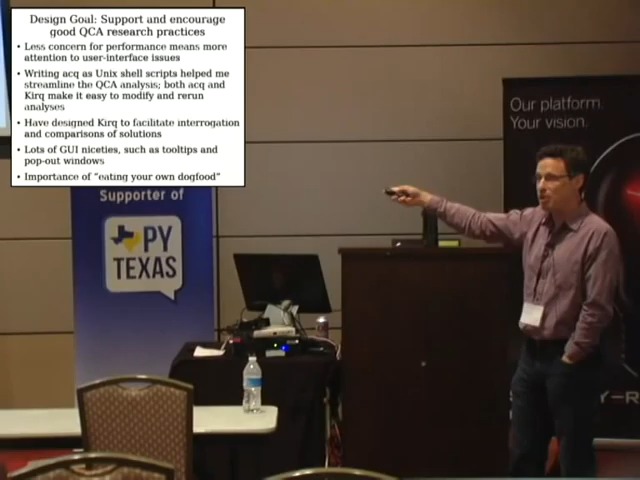 Design Goal: Support and encourage
good QCA research practices
• Less concern for performance means more
attention to user-interface issues
• Writing acq as Unix shell scripts helped me
streamline the QCA analysis; both acq and
Kirq make it easy to modify and rerun
analyses
• Have designed Kirq to facilitate interrogation
and comparisons of solutions
• Lots of GUI niceties, such as tooltips and
pop-out windows
• Importance of "eating your own dogfood"
Supporter of
PY
TEXAS
Our platform.
Your vision.
Y-R